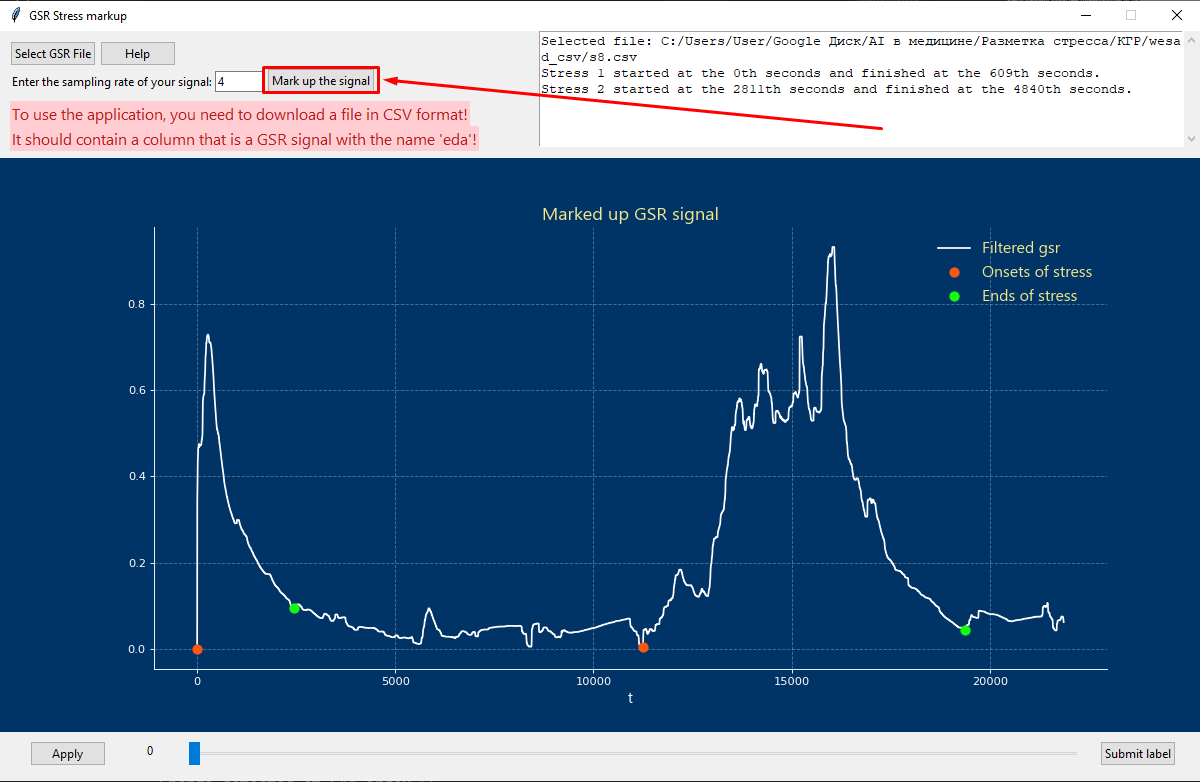 GSR Stress markup
Select GSR File
Help
Enter the sampling rate of your signal: 4
Mark up the signal
To use the application, you need to download a file in CSV format!
It should contain a column that is a GSR signal with the name 'eda'!
Selected file: C:/Users/User/Google Диск/AI в медицине/Разметка стресса/КГР/wesa
d_csv/s8.csv
Stress 1 started at the 0th seconds and finished at the 609th seconds.
Stress 2 started at the 2811th seconds and finished at the 4840th seconds.
Marked up GSR signal
Filtered gsr
Onsets of stress
Ends of stress
0.8
0.6
0.4
0.2
0.0
0 5000 10000 15000 20000
t
Apply
0
Submit label